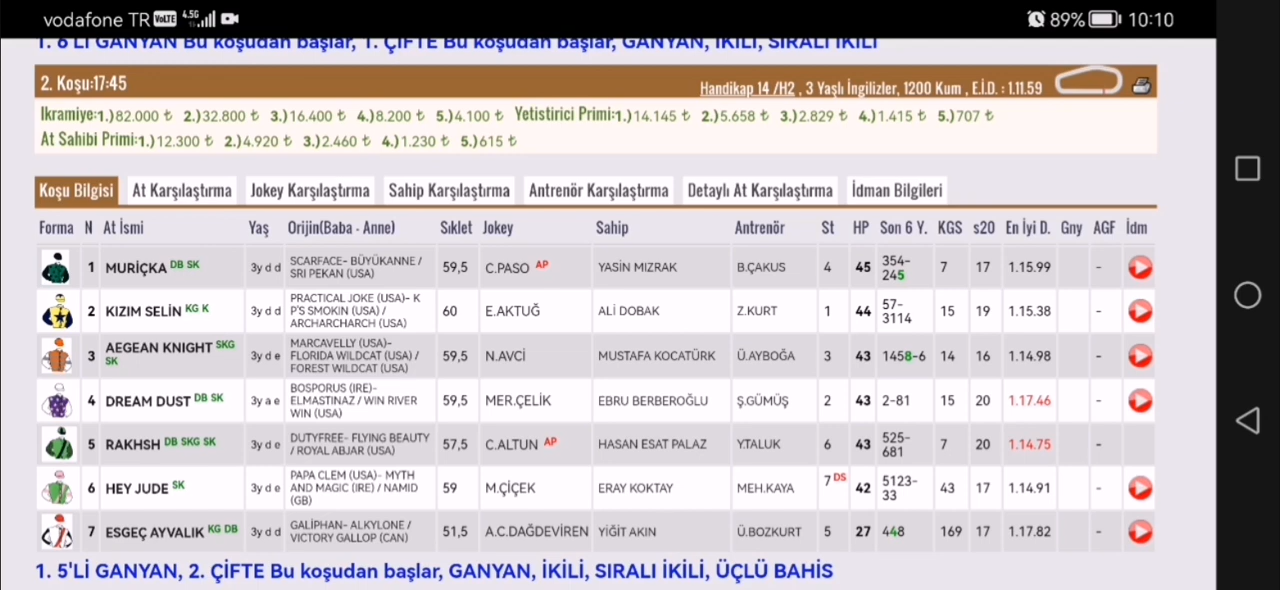 vodafone TR VoLTE 4.5G 89% 10:10
1. 6'LI GANYAN Bu koşudan başlar, 1. ÇİFTE Bu koşudan başlar, GANYAN, İKİLİ, SIRALI İKİLİ
2. Koşu:17:45 Handikap 14 /H2 , 3 Yaşlı İngilizler, 1200 Kum , E.İ.D. : 1.11.59
İkramiye:1.)82.000 ₺ 2.)32.800 ₺ 3.)16.400 ₺ 4.)8.200 ₺ 5.)4.100 ₺ Yetistirici Primi:1.)14.145 ₺ 2.)5.658 ₺ 3.)2.829 ₺ 4.)1.415 ₺ 5.)707 ₺
At Sahibi Primi:1.)12.300 ₺ 2.)4.920 ₺ 3.)2.460 ₺ 4.)1.230 ₺ 5.)615 ₺
Koşu Bilgisi At Karşılaştırma Jokey Karşılaştırma Sahip Karşılaştırma Antrenör Karşılaştırma Detaylı At Karşılaştırma İdman Bilgileri
Forma N At İsmi Yaş Orijin(Baba - Anne) Sıklet Jokey Sahip Antrenör St HP Son 6 Y. KGS s20 En İyi D. Gny AGF İdm
1 MURİÇKA DB SK 3y d d SCARFACE- BÜYÜKANNE / SRI PEKAN (USA) 59,5 C.PASO AP YASİN MIZRAK B.ÇAKUS 4 45 354-245 7 17 1.15.99 -
2 KIZIM SELİN KG K 3y d d PRACTICAL JOKE (USA)- K P'S SMOKIN (USA) / ARCHARCHARCH (USA) 60 E.AKTUĞ ALİ DOBAK Z.KURT 1 44 57-3114 15 19 1.15.38 -
3 AEGEAN KNIGHT SKG SK 3y d e MARCAVELLY (USA)- FLORIDA WILDCAT (USA) / FOREST WILDCAT (USA) 59,5 N.AVCİ MUSTAFA KOCATÜRK Ü.AYBOĞA 3 43 1458-6 14 16 1.14.98 -
4 DREAM DUST DB SK 3y a e BOSPORUS (IRE)- ELMASTINAZ / WIN RIVER WIN (USA) 59,5 MER.ÇELİK EBRU BERBEROĞLU Ş.GÜMÜŞ 2 43 2-81 15 20 1.17.46 -
5 RAKHSH DB SKG SK 3y d e DUTYFREE- FLYING BEAUTY / ROYAL ABJAR (USA) 57,5 C.ALTUN AP HASAN ESAT PALAZ Y.TALUK 6 43 525-681 7 20 1.14.75 -
6 HEY JUDE SK 3y d e PAPA CLEM (USA)- MYTH AND MAGIC (IRE) / NAMID (GB) 59 M.ÇİÇEK ERAY KOKTAY MEH.KAYA 7 DS 42 5123-33 43 17 1.14.91 -
7 ESGEÇ AYVALIK KG DB 3y d d GALİPHAN- ALKYLONE / VICTORY GALLOP (CAN) 51,5 A.C.DAĞDEVİREN YİĞİT AKIN Ü.BOZKURT 5 27 448 169 17 1.17.82 -
1. 5'Lİ GANYAN, 2. ÇİFTE Bu koşudan başlar, GANYAN, İKİLİ, SIRALI İKİLİ, ÜÇLÜ BAHİS